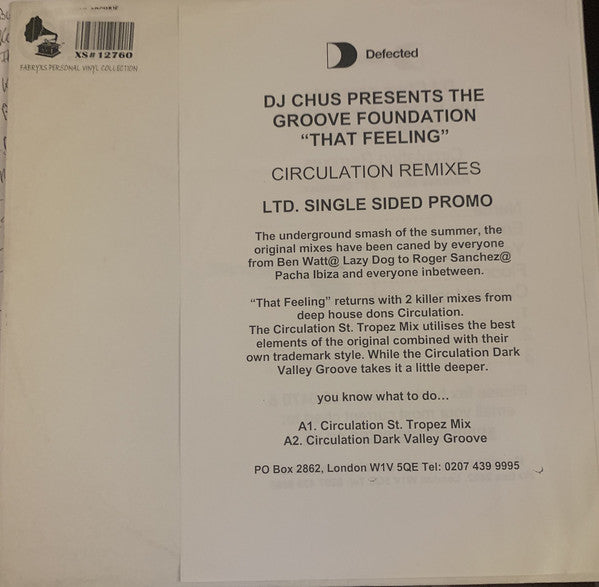 XS#12760
FABRYXS PERSONAL VINYL COLLECTION
Defected
DJ CHUS PRESENTS THE
GROOVE FOUNDATION
“THAT FEELING”
CIRCULATION REMIXES
LTD. SINGLE SIDED PROMO
The underground smash of the summer, the
original mixes have been caned by everyone
from Ben Watt@ Lazy Dog to Roger Sanchez@
Pacha Ibiza and everyone inbetween.
“That Feeling” returns with 2 killer mixes from
deep house dons Circulation.
The Circulation St. Tropez Mix utilises the best
elements of the original combined with their
own trademark style. While the Circulation Dark
Valley Groove takes it a little deeper.
you know what to do…
A1. Circulation St. Tropez Mix
A2. Circulation Dark Valley Groove
PO Box 2862, London W1V 5QE Tel: 0207 439 9995